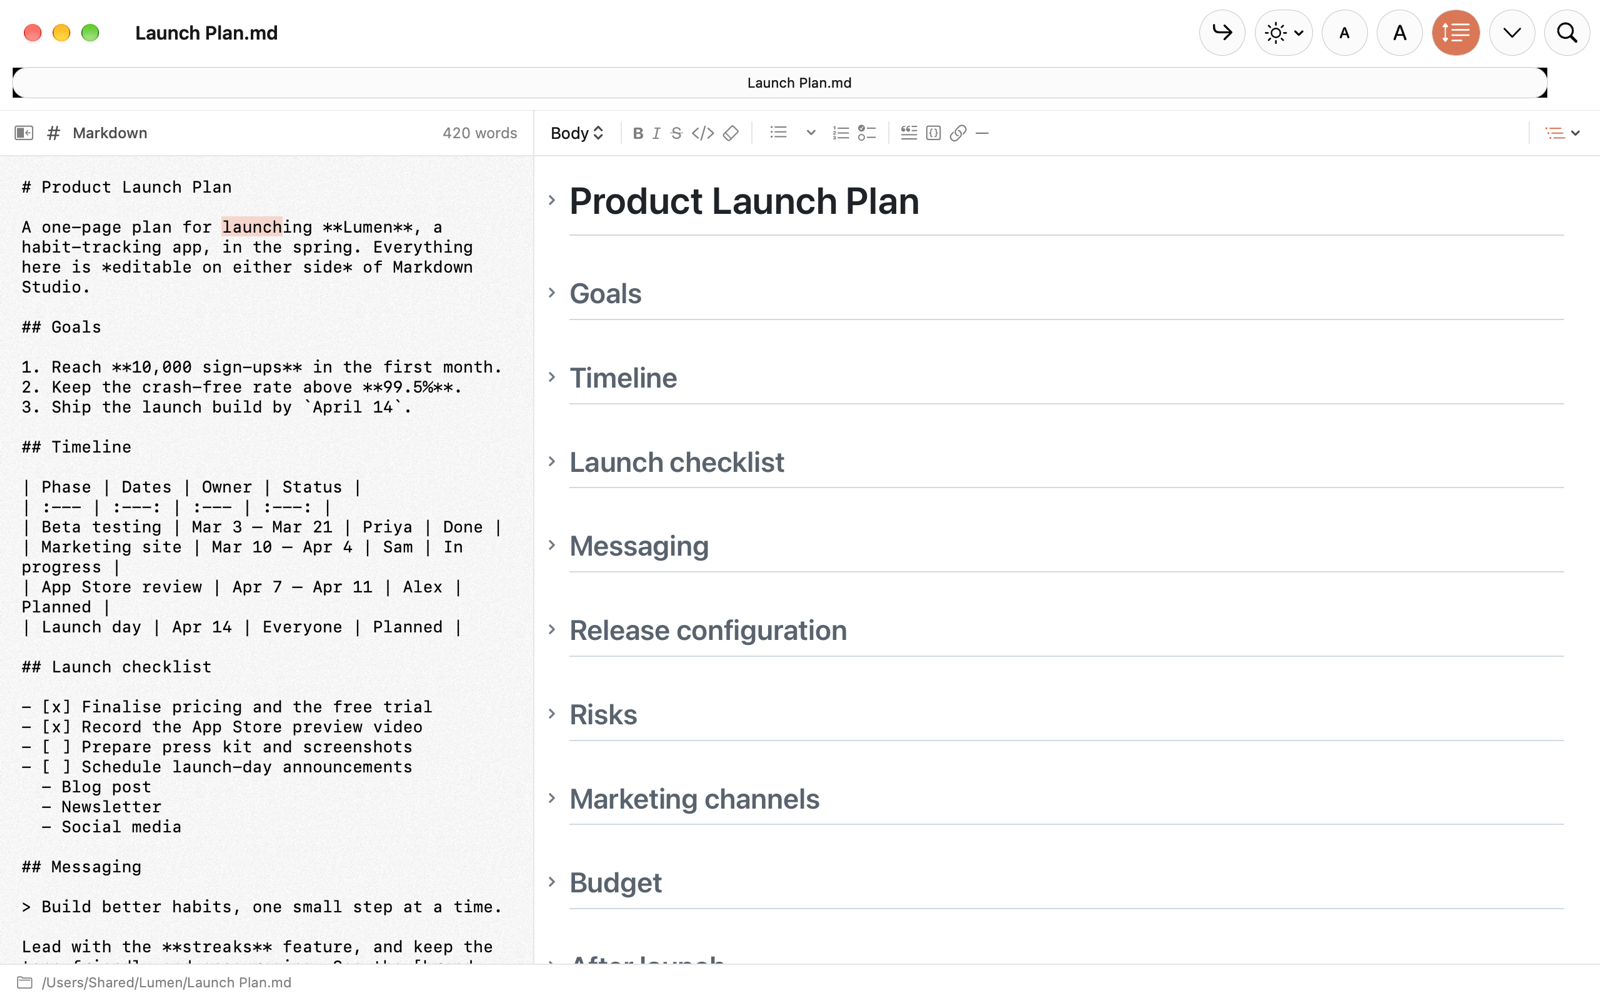 Launch Plan.md
A
A
Launch Plan.md
# Markdown
420 words
Body
B I S </>
# Product Launch Plan
A one-page plan for launching **Lumen**, a
habit-tracking app, in the spring. Everything
here is *editable on either side* of Markdown
Studio.
## Goals
1. Reach **10,000 sign-ups** in the first month.
2. Keep the crash-free rate above **99.5%**.
3. Ship the launch build by `April 14`.
## Timeline
| Phase | Dates | Owner | Status |
| :--- | :---: | :--- | :---: |
| Beta testing | Mar 3 – Mar 21 | Priya | Done |
| Marketing site | Mar 10 – Apr 4 | Sam | In
progress |
| App Store review | Apr 7 – Apr 11 | Alex |
Planned |
| Launch day | Apr 14 | Everyone | Planned |
## Launch checklist
- [x] Finalise pricing and the free trial
- [x] Record the App Store preview video
- [ ] Prepare press kit and screenshots
- [ ] Schedule launch-day announcements
- Blog post
- Newsletter
- Social media
## Messaging
> Build better habits, one small step at a time.
Lead with the **streaks** feature, and keep the
Product Launch Plan
Goals
Timeline
Launch checklist
Messaging
Release configuration
Risks
Marketing channels
Budget
After launch
/Users/Shared/Lumen/Launch Plan.md